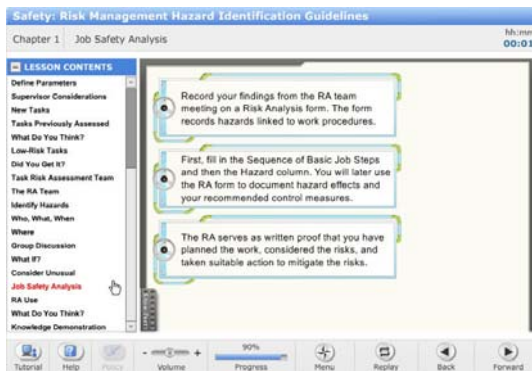 Safety: Risk Management Hazard Identification Guidelines
Chapter 1 Job Safety Analysis
hh:mm
00:01
LESSON CONTENTS
Define Parameters
Supervisor Considerations
New Tasks
Tasks Previously Assessed
What Do You Think?
Low-Risk Tasks
Did You Get It?
Task Risk Assessment Team
The RA Team
Identify Hazards
Who, What, When
Where
Group Discussion
What If?
Consider Unusual
Job Safety Analysis
RA Use
What Do You Think?
Knowledge Demonstration
Record your findings from the RA team
meeting on a Risk Analysis form. The form
records hazards linked to work procedures.
First, fill in the Sequence of Basic Job Steps
and then the Hazard column. You will later use
the RA form to document hazard effects and
your recommended control measures.
The RA serves as written proof that you have
planned the work, considered the risks, and
taken suitable action to mitigate the risks.
Tutorial
Help
Policy
- +
Volume
90%
Progress
Menu
Replay
Back
Forward